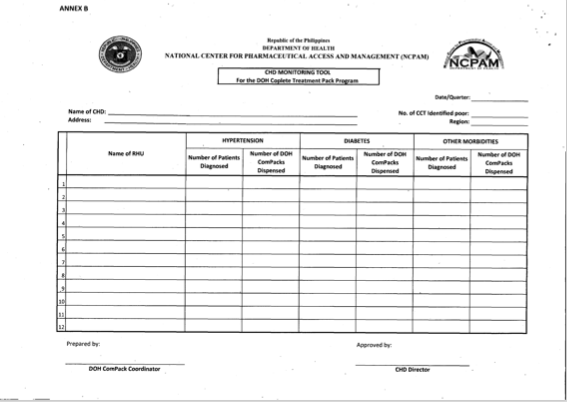 ANNEX B
Republic of the Philippines
DEPARTMENT OF HEALTH
NATIONAL CENTER FOR PHARMACEUTICAL ACCESS AND MANAGEMENT (NCPAM)
NCPAM
CHD MONITORING TOOL
For the DOH Coplete Treatment Pack Program
Date/Quarter:
Name of CHD:
No. of CCT identified poor:
Address:
Region:
Name of RHU
HYPERTENSION
DIABETES
OTHER MORBIDITIES
Number of Patients Diagnosed
Number of DOH ComPacks Dispensed
Number of Patients Diagnosed
Number of DOH ComPacks Dispensed
Number of Patients Diagnosed
Number of DOH ComPacks Dispensed
1
2
3
4
5
6
7
8
9
10
11
12
Prepared by:
Approved by:
DOH ComPack Coordinator
CHD Director